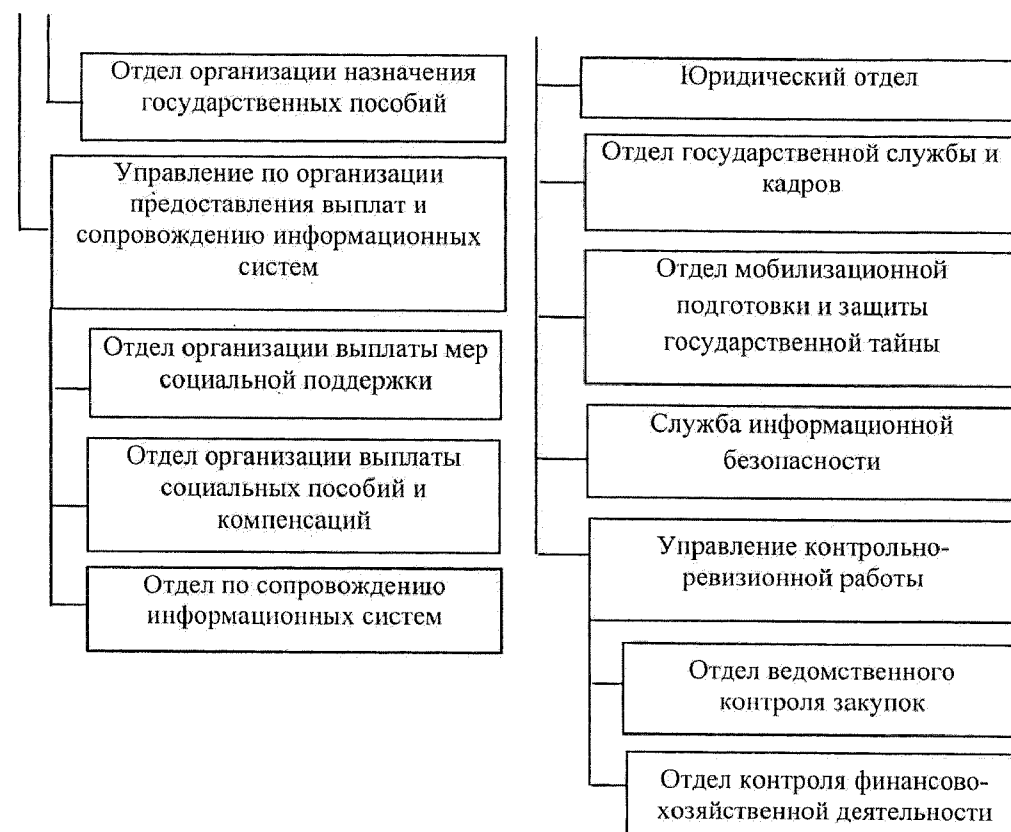 Отдел организации назначения
государственных пособий
Управление по организации
предоставления выплат и
сопровождению информационных
систем
Отдел организации выплаты мер
социальной поддержки
Отдел организации выплаты
социальных пособий и
компенсаций
Отдел по сопровождению
информационных систем
Юридический отдел
Отдел государственной службы и
кадров
Отдел мобилизационной
подготовки и защиты
государственной тайны
Служба информационной
безопасности
Управление контрольно-
ревизионной работы
Отдел ведомственного
контроля закупок
Отдел контроля финансово-
хозяйственной деятельности